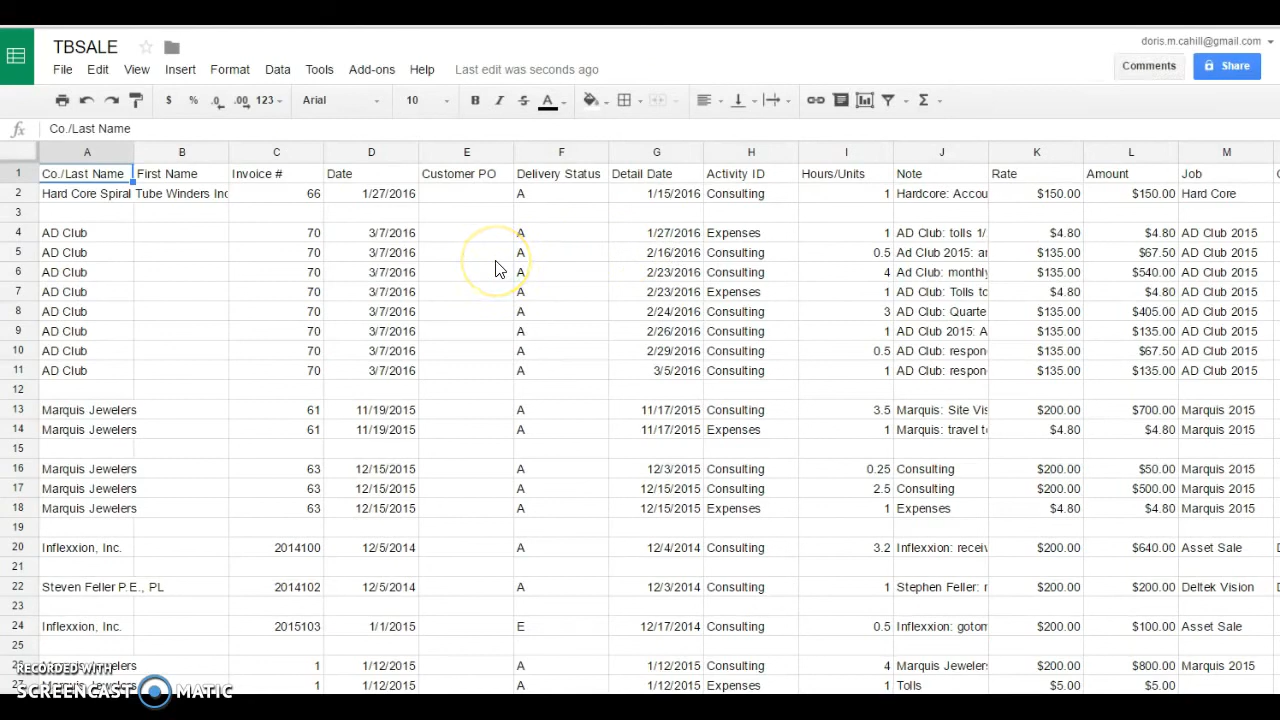 TBSALE
doris.m.cahill@gmail.com
File Edit View Insert Format Data Tools Add-ons Help Last edit was seconds ago
Comments Share
$ % .0 .00 123 Arial 10 B I S A Σ
fx Co./Last Name
A B C D E F G H I J K L M
1 Co./Last Name First Name Invoice # Date Customer PO Delivery Status Detail Date Activity ID Hours/Units Note Rate Amount Job
2 Hard Core Spiral Tube Winders Inc 66 1/27/2016 A 1/15/2016 Consulting 1 Hardcore: Accou $150.00 $150.00 Hard Core
3
4 AD Club 70 3/7/2016 A 1/27/2016 Expenses 1 AD Club: tolls 1/ $4.80 $4.80 AD Club 2015
5 AD Club 70 3/7/2016 A 2/16/2016 Consulting 0.5 Ad Club 2015: ar $135.00 $67.50 AD Club 2015
6 AD Club 70 3/7/2016 A 2/23/2016 Consulting 4 Ad Club: monthly $135.00 $540.00 AD Club 2015
7 AD Club 70 3/7/2016 A 2/23/2016 Expenses 1 AD Club: Tolls to $4.80 $4.80 AD Club 2015
8 AD Club 70 3/7/2016 A 2/24/2016 Consulting 3 AD Club: Quarte $135.00 $405.00 AD Club 2015
9 AD Club 70 3/7/2016 A 2/26/2016 Consulting 1 AD Club 2015: A $135.00 $135.00 AD Club 2015
10 AD Club 70 3/7/2016 A 2/29/2016 Consulting 0.5 AD Club: respon $135.00 $67.50 AD Club 2015
11 AD Club 70 3/7/2016 A 3/5/2016 Consulting 1 AD Club: respon $135.00 $135.00 AD Club 2015
12
13 Marquis Jewelers 61 11/19/2015 A 11/17/2015 Consulting 3.5 Marquis: Site Vis $200.00 $700.00 Marquis 2015
14 Marquis Jewelers 61 11/19/2015 A 11/17/2015 Expenses 1 Marquis: travel to $4.80 $4.80 Marquis 2015
15
16 Marquis Jewelers 63 12/15/2015 A 12/3/2015 Consulting 0.25 Consulting $200.00 $50.00 Marquis 2015
17 Marquis Jewelers 63 12/15/2015 A 12/15/2015 Consulting 2.5 Consulting $200.00 $500.00 Marquis 2015
18 Marquis Jewelers 63 12/15/2015 A 12/15/2015 Expenses 1 Expenses $4.80 $4.80 Marquis 2015
19
20 Inflexxion, Inc. 2014100 12/5/2014 A 12/4/2014 Consulting 3.2 Inflexxion: receiv $200.00 $640.00 Asset Sale
21
22 Steven Feller P.E., PL 2014102 12/5/2014 A 12/3/2014 Consulting 1 Stephen Feller: r $200.00 $200.00 Deltek Vision
23
24 Inflexxion, Inc. 2015103 1/1/2015 E 12/17/2014 Consulting 0.5 Inflexxion: gotom $200.00 $100.00 Asset Sale
25
1 1/12/2015 A 1/12/2015 Consulting 4 Marquis Jewelers $200.00 $800.00 Marquis 2015
1 1/12/2015 A 1/12/2015 Expenses 1 Tolls $5.00 $5.00
RECORDED WITH
SCREENCAST MATIC